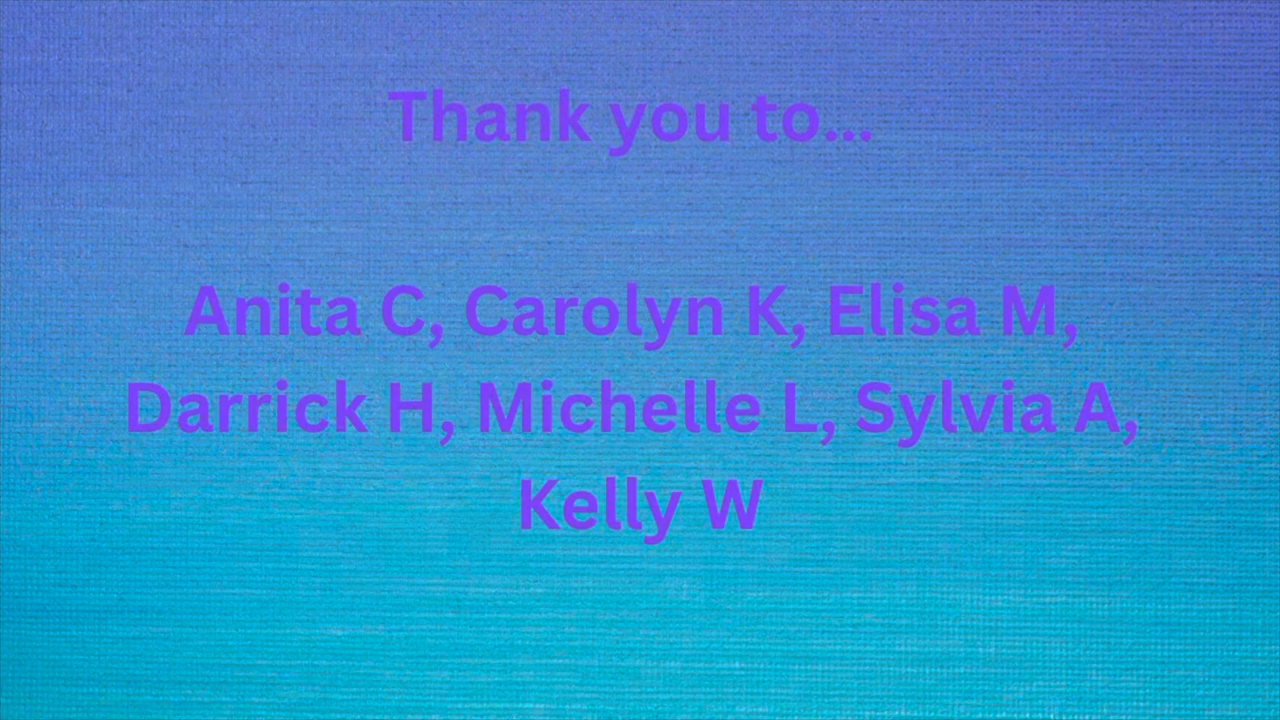 Thank you to...
Anita C, Carolyn K, Elisa M,
Darrick H, Michelle L, Sylvia A,
Kelly W